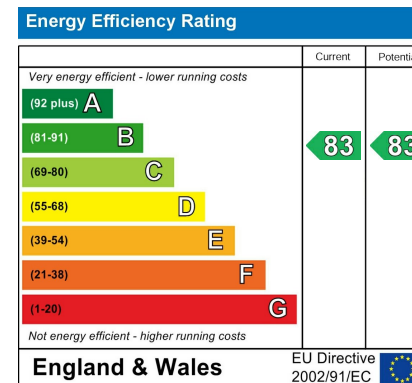 Energy Efficiency Rating
Current Potenti
Very energy efficient - lower running costs
(92 plus) A
(81-91) B
83 83
(69-80) C
(55-68) D
(39-54) E
(21-38) F
(1-20) G
Not energy efficient - higher running costs
England & Wales
EU Directive
2002/91/EC